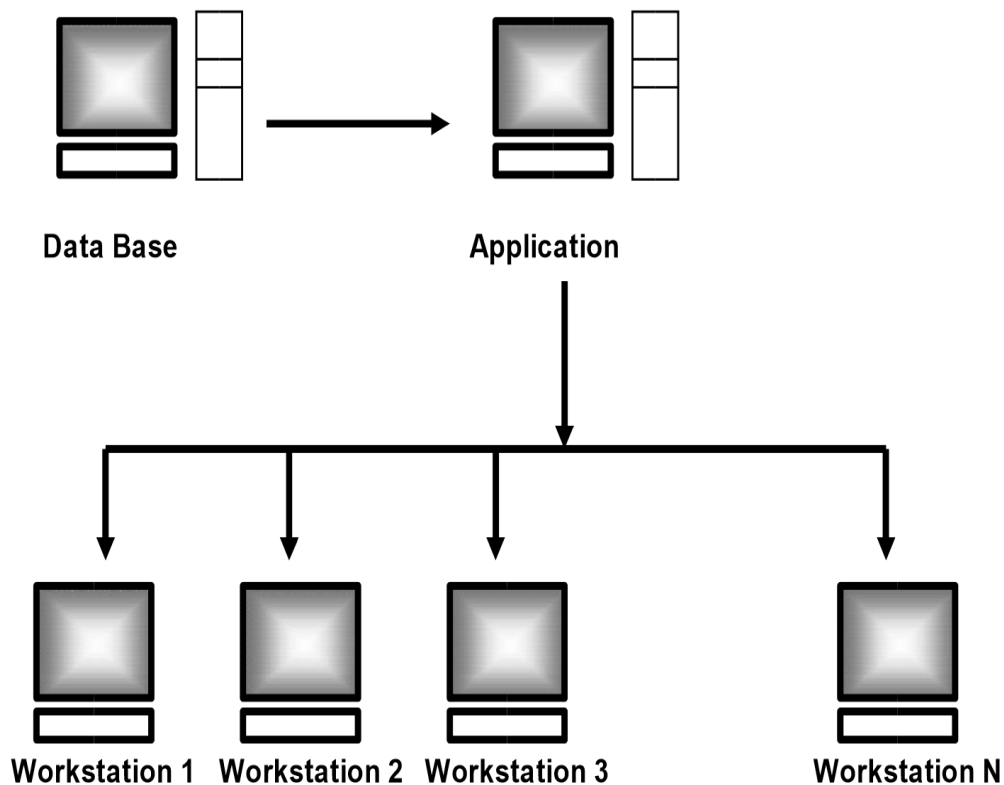 Data Base
Application
Workstation 1
Workstation 2
Workstation 3
Workstation N